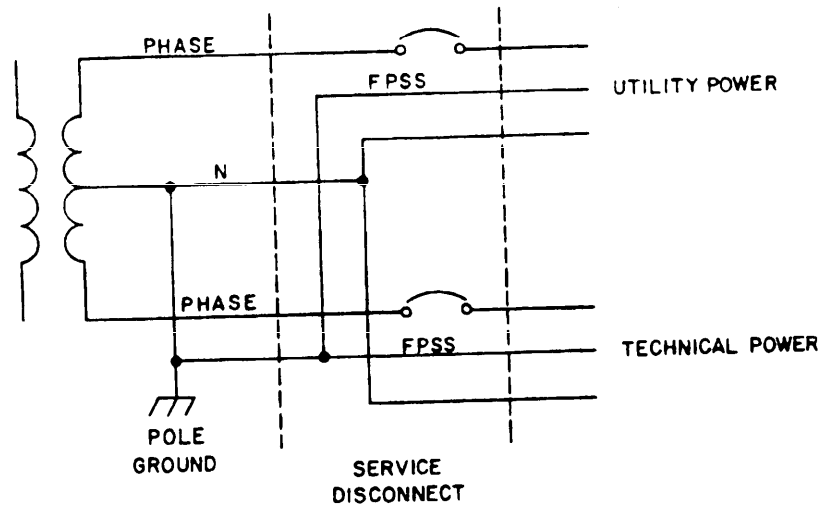 PHASE
FPSS
UTILITY POWER
N
PHASE
FPSS
TECHNICAL POWER
POLE
GROUND
SERVICE
DISCONNECT